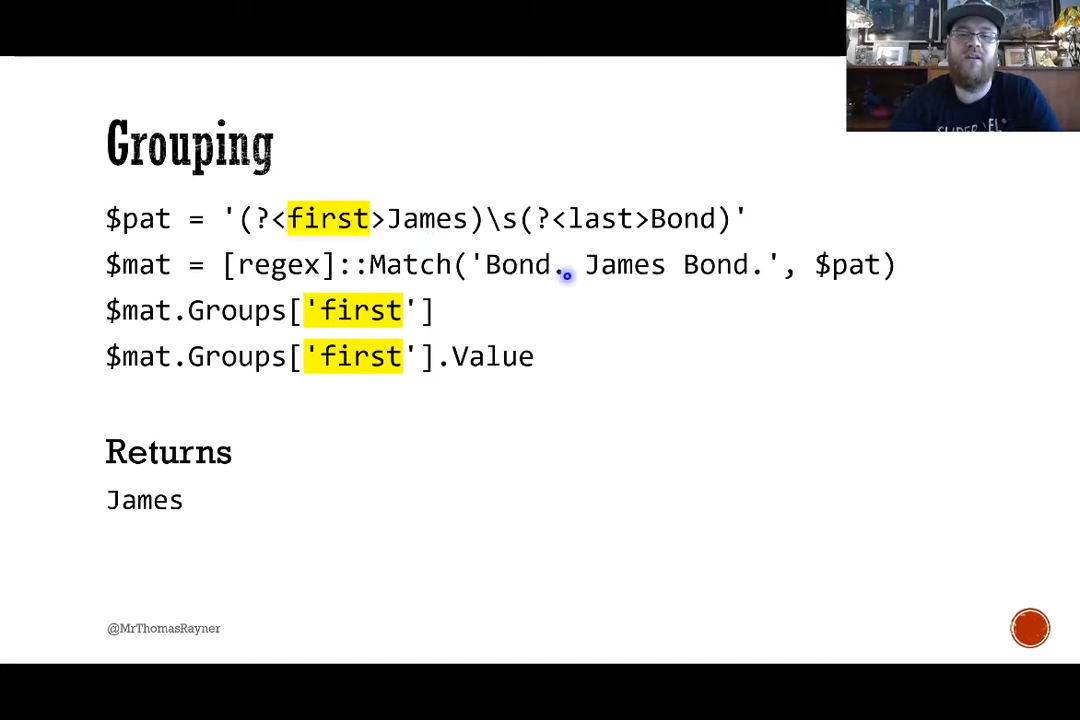 Grouping
$pat = '(?<first>James)\s(?<last>Bond)'
$mat = [regex]::Match('Bond. James Bond.', $pat)
$mat.Groups['first']
$mat.Groups['first'].Value
Returns
James
@MrThomasRayner